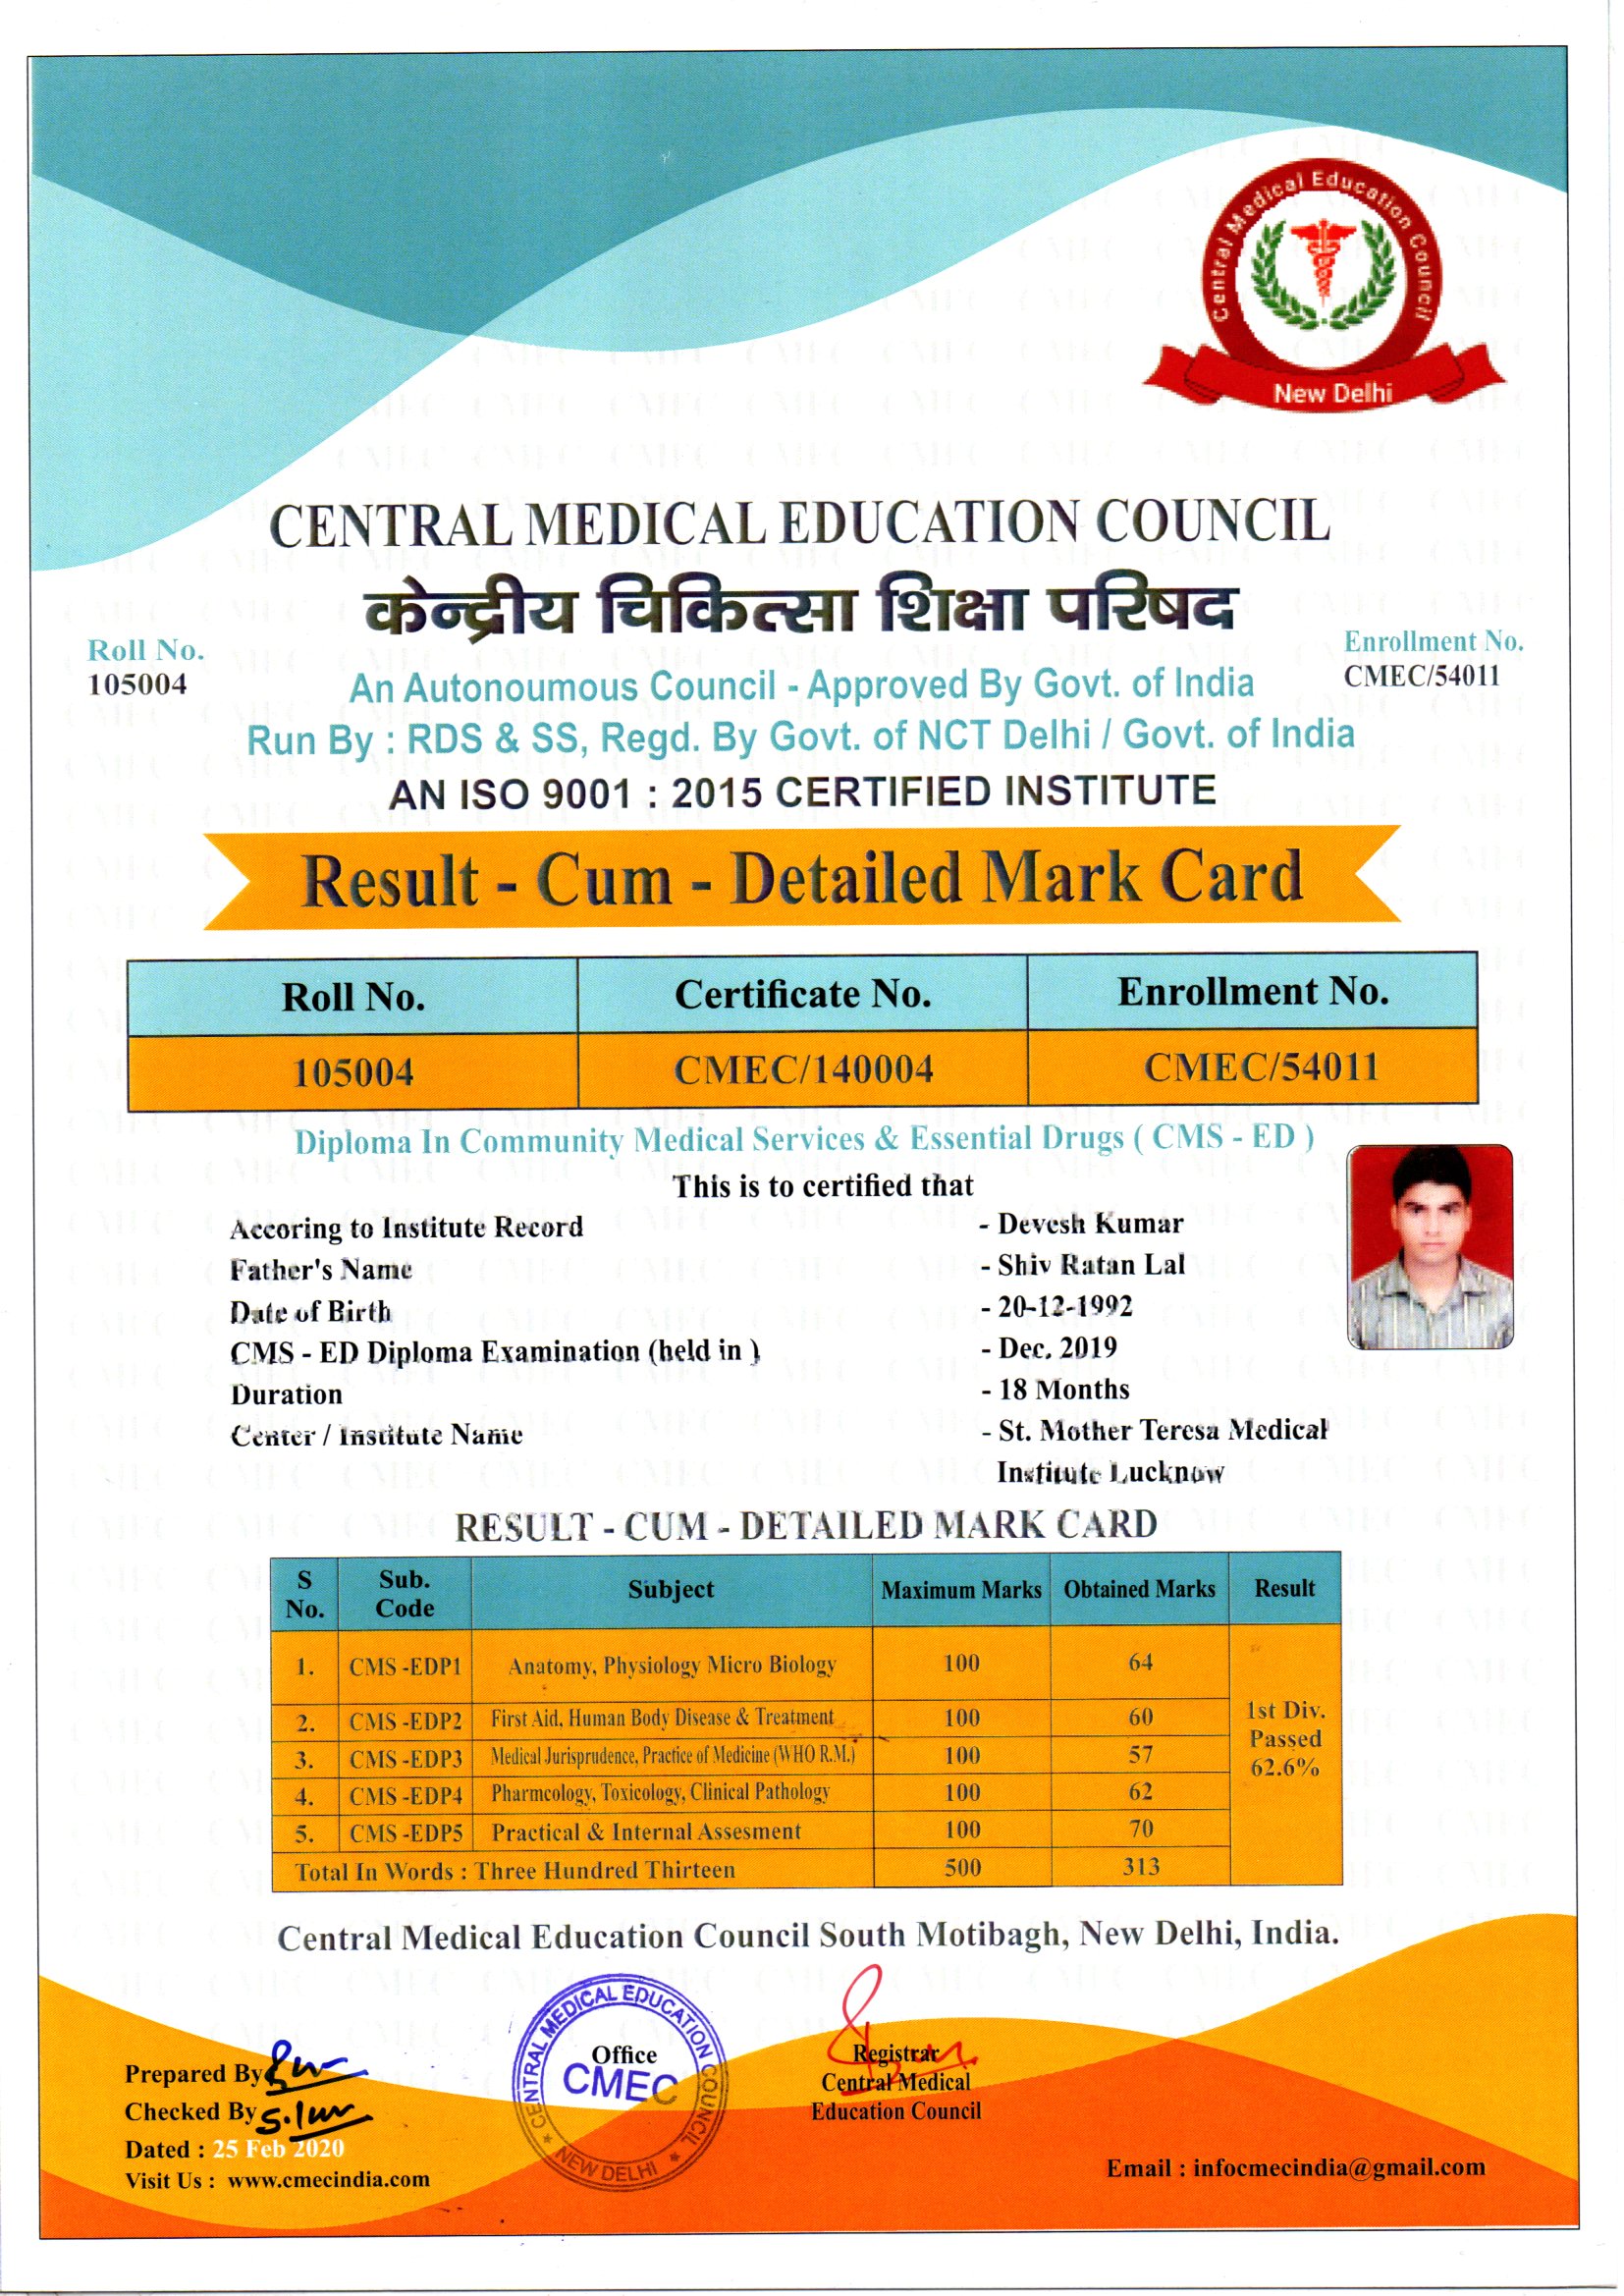 Central Medical Education Council
New Delhi
CENTRAL MEDICAL EDUCATION COUNCIL
केन्द्रीय चिकित्सा शिक्षा परिषद
Roll No.
105004
Enrollment No.
CMEC/54011
An Autonoumous Council - Approved By Govt. of India
Run By : RDS & SS, Regd. By Govt. of NCT Delhi / Govt. of India
AN ISO 9001 : 2015 CERTIFIED INSTITUTE
Result - Cum - Detailed Mark Card
Roll No. Certificate No. Enrollment No.
105004 CMEC/140004 CMEC/54011
Diploma In Community Medical Services & Essential Drugs ( CMS - ED )
This is to certified that
Accoring to Institute Record - Devesh Kumar
Father's Name - Shiv Ratan Lal
Date of Birth - 20-12-1992
CMS - ED Diploma Examination (held in ) - Dec. 2019
Duration - 18 Months
Center / Institute Name - St. Mother Teresa Medical
Institute Lucknow
RESULT - CUM - DETAILED MARK CARD
S No. Sub. Code Subject Maximum Marks Obtained Marks Result
1. CMS -EDP1 Anatomy, Physiology Micro Biology 100 64
2. CMS -EDP2 First Aid, Human Body Disease & Treatment 100 60
3. CMS -EDP3 Medical Jurisprudence, Practice of Medicine (WHO R.M.) 100 57
4. CMS -EDP4 Pharmcology, Toxicology, Clinical Pathology 100 62
5. CMS -EDP5 Practical & Internal Assesment 100 70
1st Div.
Passed
62.6%
Total In Words : Three Hundred Thirteen 500 313
Central Medical Education Council South Motibagh, New Delhi, India.
Prepared By
Checked By
Dated : 25 Feb 2020
Visit Us : www.cmecindia.com
CENTRAL MEDICAL EDUCATION COUNCIL
Office
CMEC
* NEW DELHI *
Registrar
Central Medical
Education Council
Email : infocmecindia@gmail.com